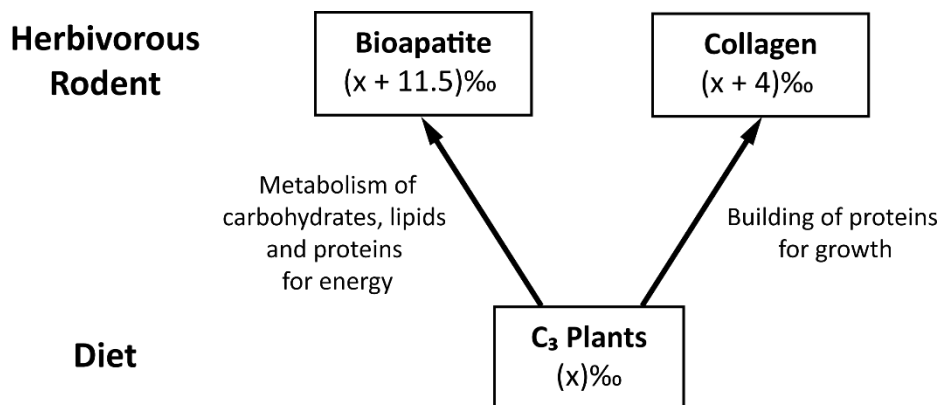 Herbivorous
Rodent
Bioapatite
(x + 11.5)‰
Collagen
(x + 4)‰
Metabolism of
carbohydrates, lipids
and proteins
for energy
Building of proteins
for growth
Diet
C₃ Plants
(x)‰